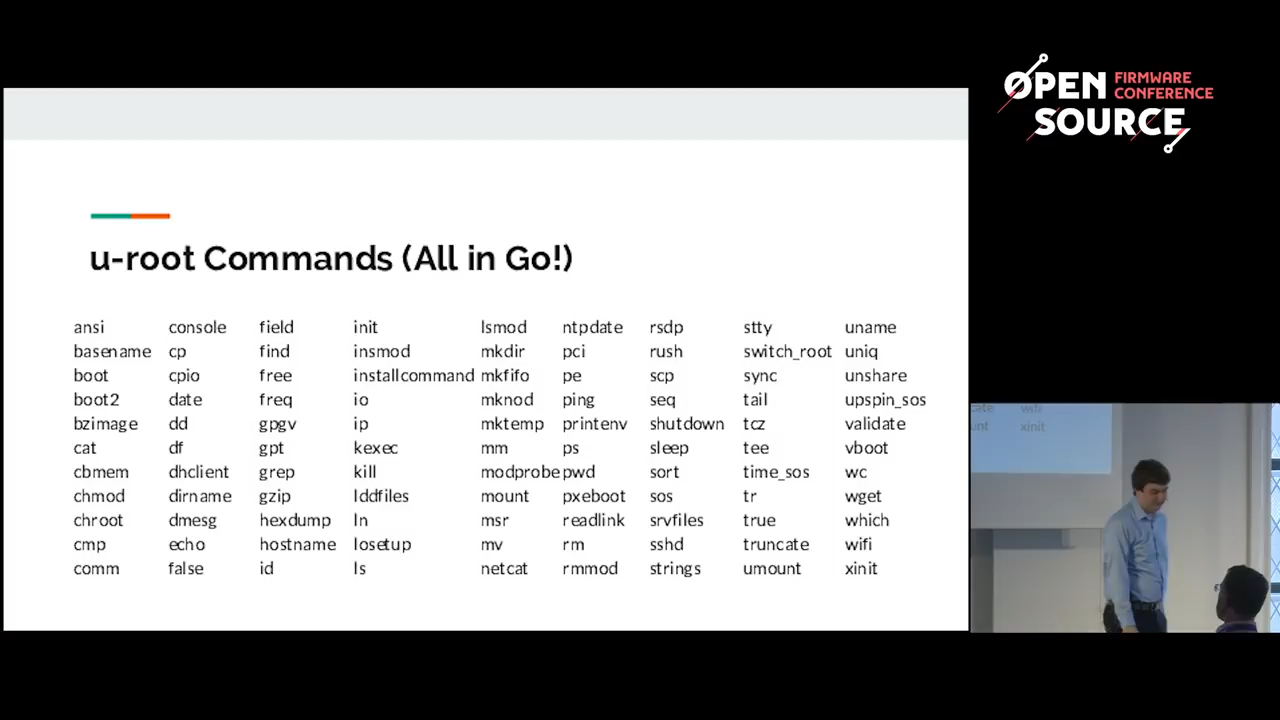 OPEN FIRMWARE
CONFERENCE
SOURCE
u-root Commands (All in Go!)
ansi console field init lsmod ntpdate rsdp stty uname
basename cp find insmod mkdir pci rush switch_root uniq
boot cpio free installcommand mkfifo pe scp sync unshare
boot2 date freq io mknod ping seq tail upspin_sos
bzimage dd gpgv ip mktemp printenv shutdown tcz validate
cat df gpt kexec mm ps sleep tee vboot
cbmem dhclient grep kill modprobe pwd sort time_sos wc
chmod dirname gzip lddfiles mount pxeboot sos tr wget
chroot dmesg hexdump ln msr readlink srvfiles true which
cmp echo hostname losetup mv rm sshd truncate wifi
comm false id ls netcat rmmod strings umount xinit
wifi
xinit